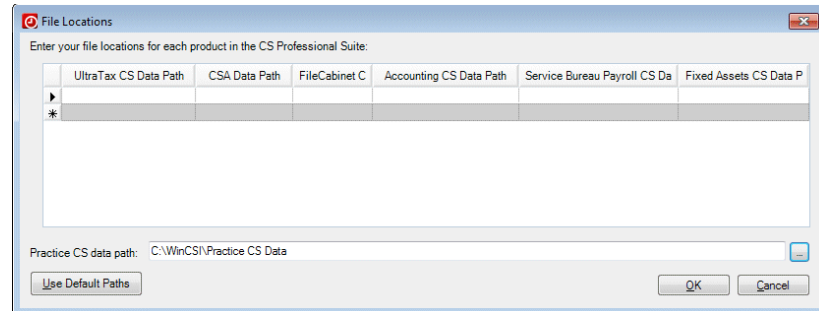 File Locations
Enter your file locations for each product in the CS Professional Suite:
UltraTax CS Data Path CSA Data Path FileCabinet C Accounting CS Data Path Service Bureau Payroll CS Da Fixed Assets CS Data P
Practice CS data path: C:\WinCSI\Practice CS Data ...
Use Default Paths OK Cancel